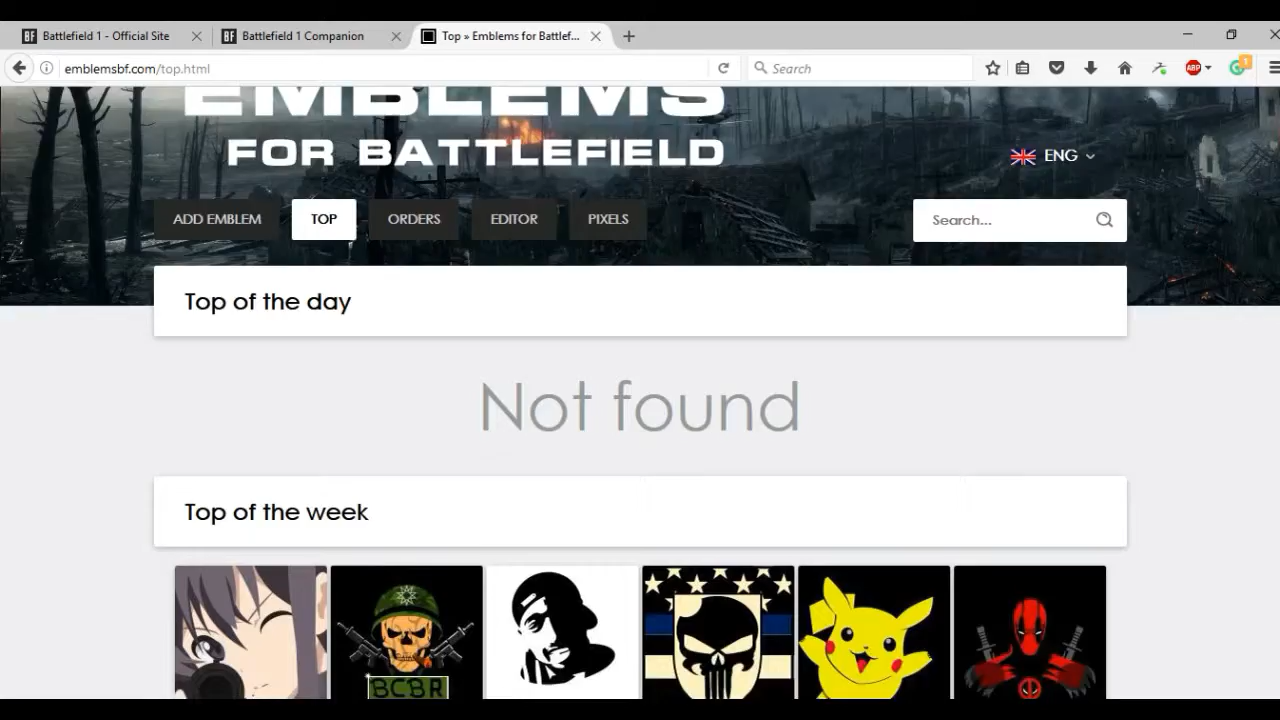 Battlefield 1 - Official Site
Battlefield 1 Companion
Top » Emblems for Battlef...
emblemsbf.com/top.html
Search
ABP
1
EMBLEMS
FOR BATTLEFIELD
ENG
ADD EMBLEM
TOP
ORDERS
EDITOR
PIXELS
Search...
Top of the day
Not found
Top of the week
BCBR